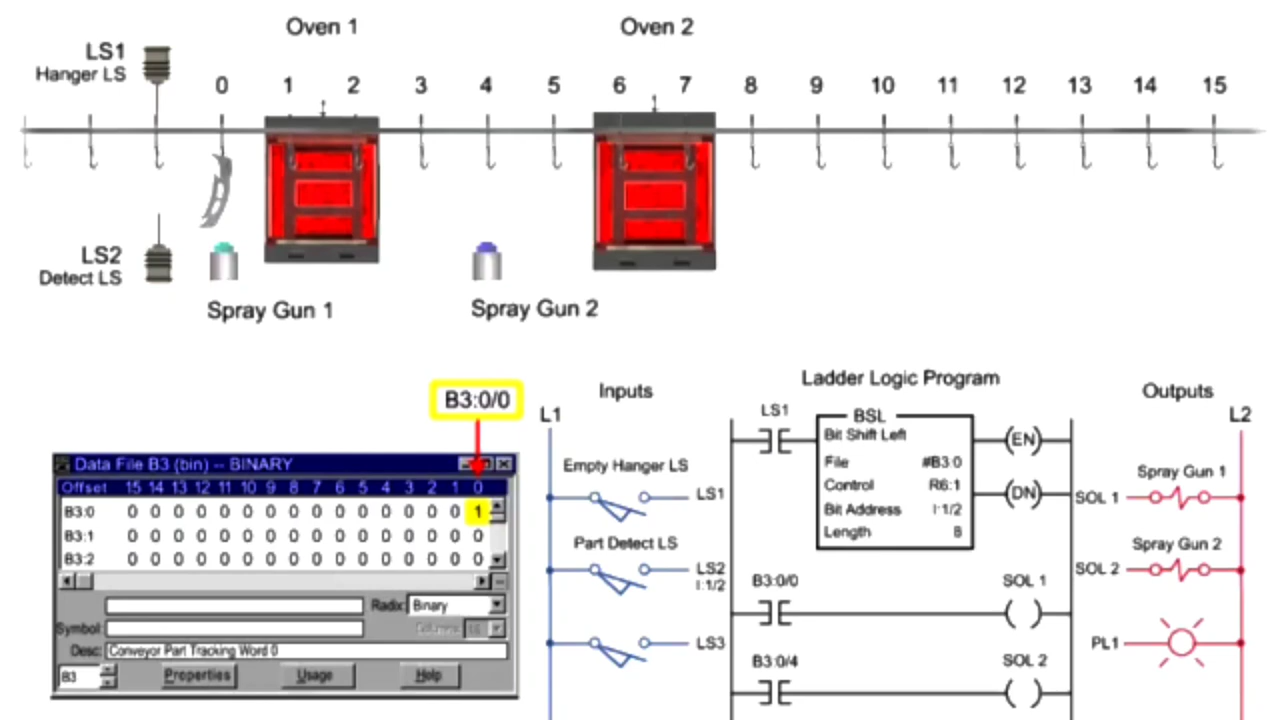 Oven 1
Oven 2
LS1
Hanger LS
0 1 2 3 4 5 6 7 8 9 10 11 12 13 14 15
LS2
Detect LS
Spray Gun 1
Spray Gun 2
B3:0/0
Data File B3 (bin) -- BINARY
Offset 15 14 13 12 11 10 9 8 7 6 5 4 3 2 1 0
B3:0 0 0 0 0 0 0 0 0 0 0 0 0 0 0 0 1
B3:1 0 0 0 0 0 0 0 0 0 0 0 0 0 0 0 0
B3:2 0 0 0 0 0 0 0 0 0 0 0 0 0 0 0 0
Radix: Binary
Symbol: Columns: 16
Desc: Conveyor Part Tracking Word 0
B3 Properties Usage Help
Inputs
L1
Empty Hanger LS
LS1
Part Detect LS
LS2
I:1/2
LS3
Ladder Logic Program
LS1
BSL
Bit Shift Left
File #B3:0
Control R6:1
Bit Address I:1/2
Length 8
EN
DN
B3:0/0 SOL 1
B3:0/4 SOL 2
Outputs
L2
Spray Gun 1
SOL 1
Spray Gun 2
SOL 2
PL1